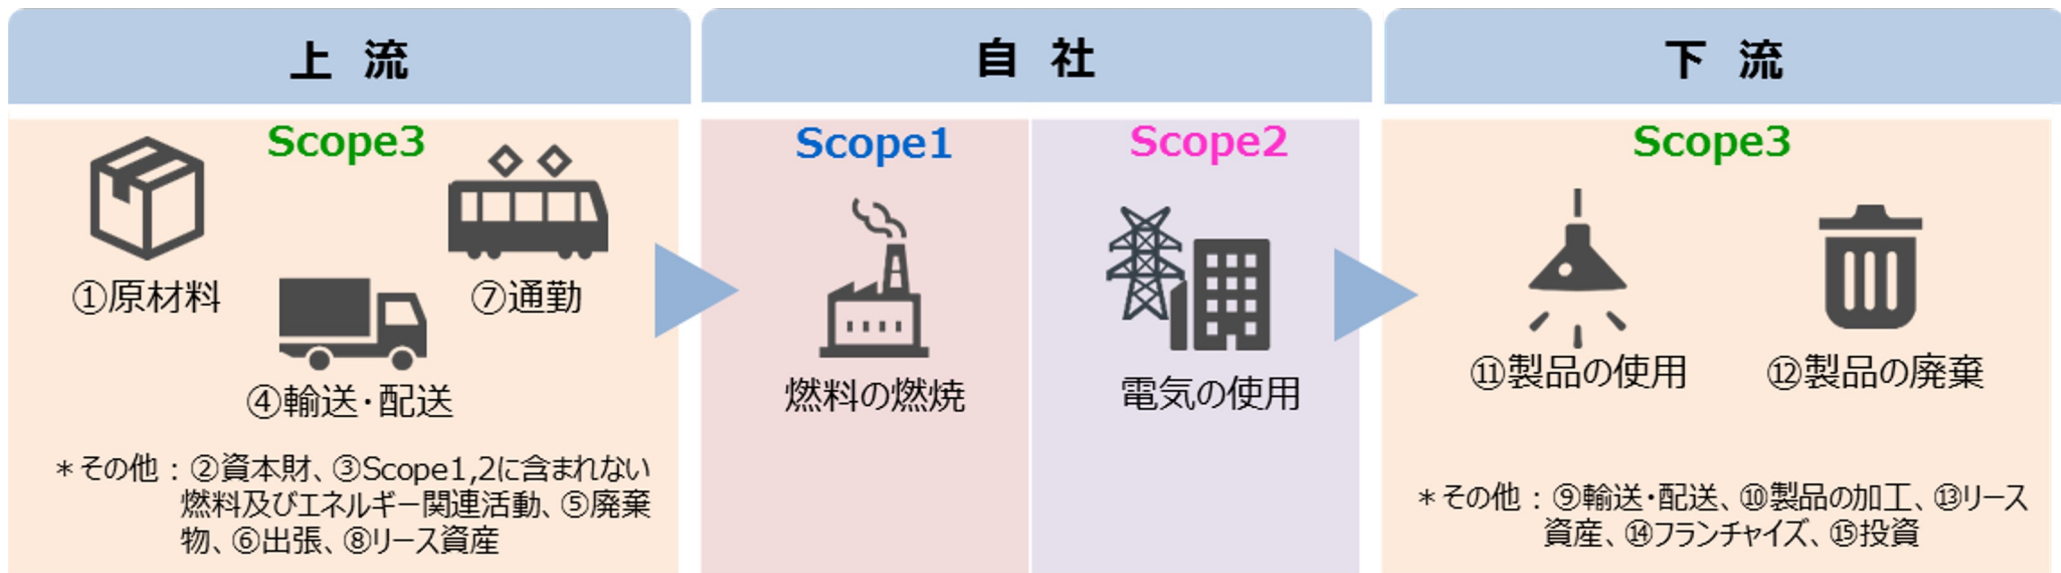 上 流
Scope3
①原材料
⑦通勤
④輸送・配送
*その他：②資本財、③Scope1,2に含まれない
燃料及びエネルギー関連活動、⑤廃棄
物、⑥出張、⑧リース資産
自 社
Scope1
燃料の燃焼
Scope2
電気の使用
下 流
Scope3
⑪製品の使用
⑫製品の廃棄
*その他：⑨輸送・配送、⑩製品の加工、⑬リース
資産、⑭フランチャイズ、⑮投資